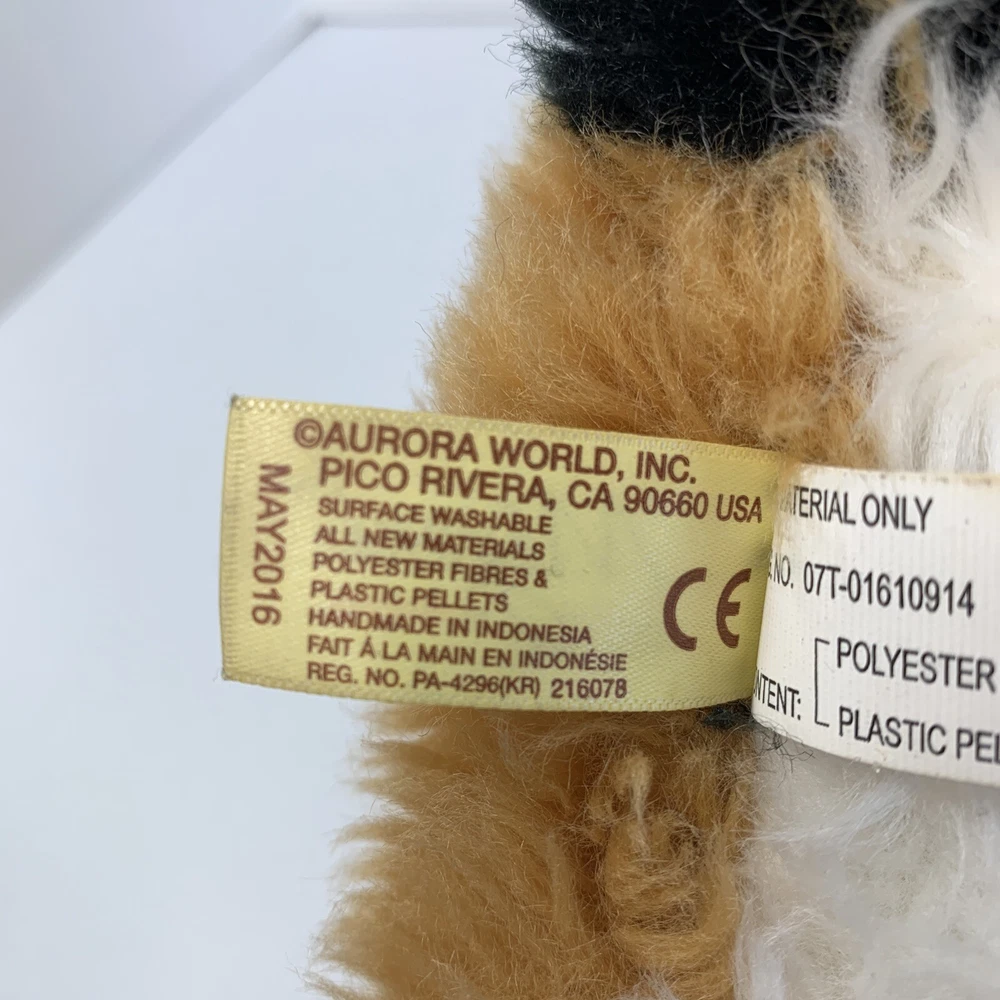 ©AURORA WORLD, INC.
PICO RIVERA, CA 90660 USA
SURFACE WASHABLE
ALL NEW MATERIALS
POLYESTER FIBRES &
PLASTIC PELLETS
HANDMADE IN INDONESIA
FAIT Á LA MAIN EN INDONÉSIE
REG. NO. PA-4296(KR) 216078
MAY2016
CE
ATERIAL ONLY
NO. 07T-01610914
NTENT: POLYESTER
PLASTIC PEL